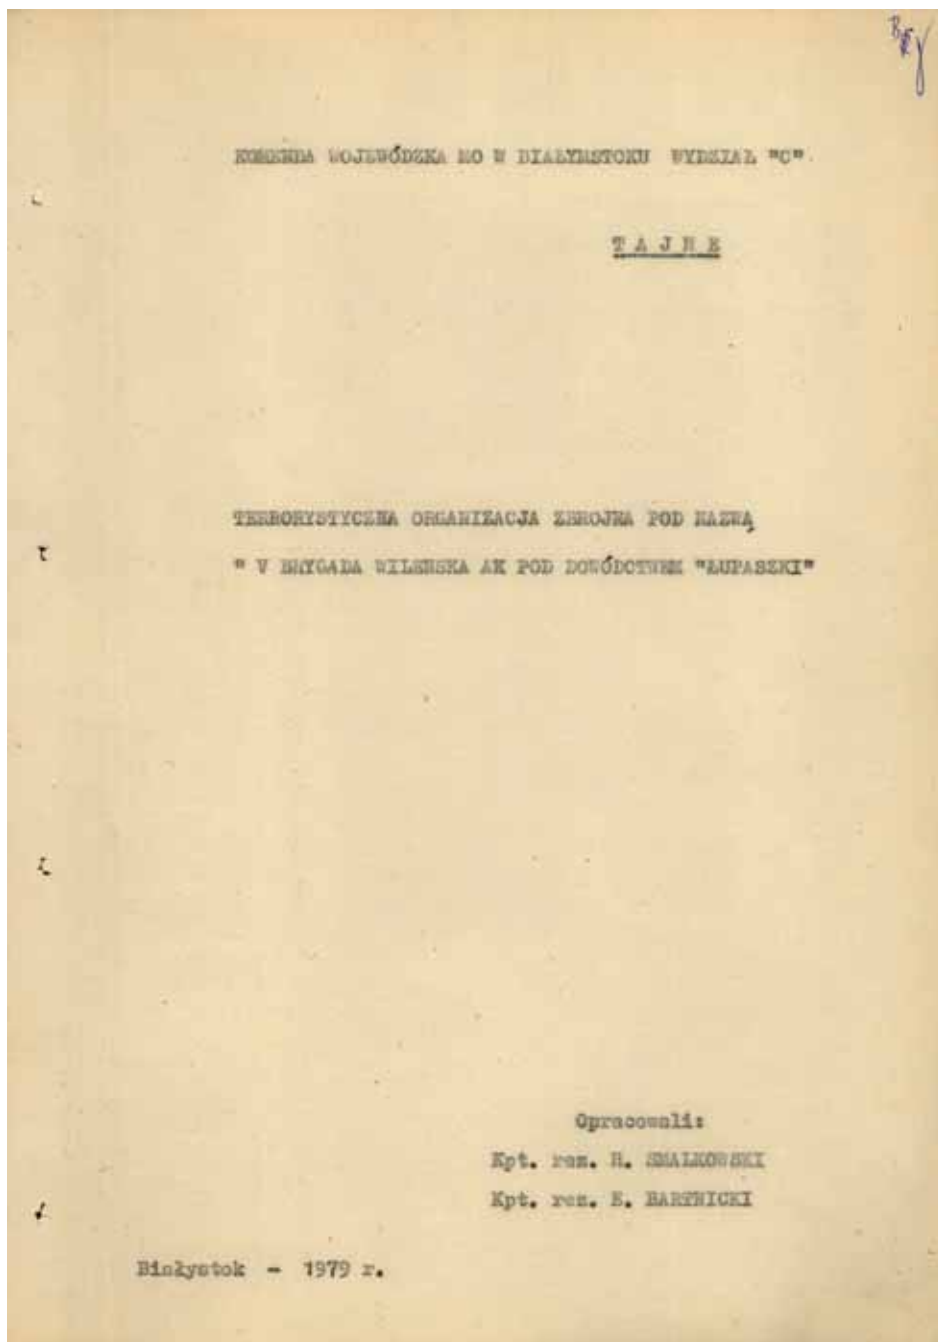 KOMENDA WOJEWÓDZKA MO W BIAŁYMSTOKU WYDZIAŁ "C".
T A J N E
TERRORYSTYCZNA ORGANIZACJA ZBROJNA POD NAZWĄ
" V BRYGADA WILEŃSKA AK POD DOWÓDCTWEM "ŁUPASZKI"
Opracowali:
Kpt. rez. H. SMALKOWSKI
Kpt. rez. E. BARTNICKI
Białystok - 1979 r.